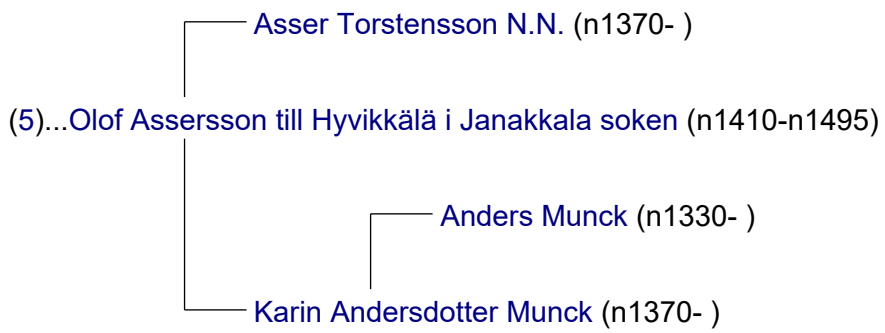 Asser Torstensson N.N. (n1370- )
(5)...Olof Assersson till Hyvikkälä i Janakkala soken (n1410-n1495)
Anders Munck (n1330- )
Karin Andersdotter Munck (n1370- )